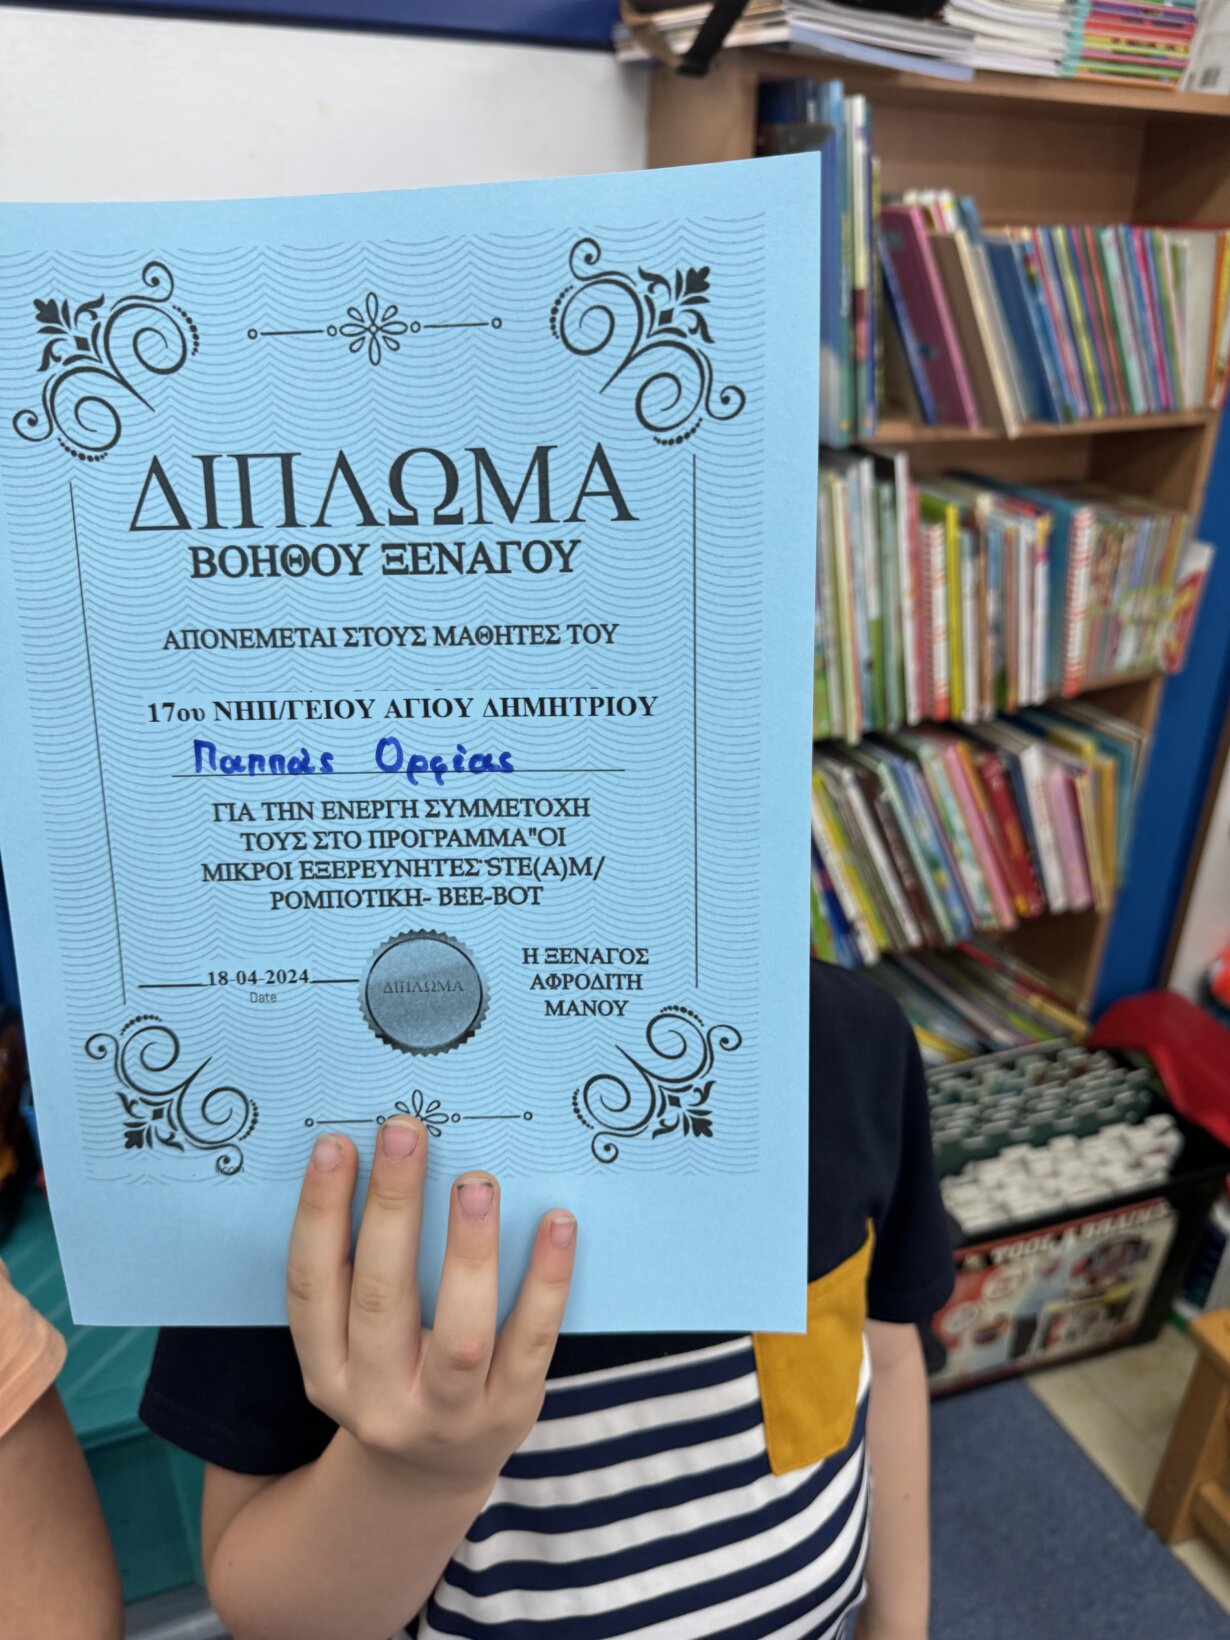 ΔΙΠΛΩΜΑ
ΒΟΗΘΟΥ ΞΕΝΑΓΟΥ
ΑΠΟΝΕΜΕΤΑΙ ΣΤΟΥΣ ΜΑΘΗΤΕΣ ΤΟΥ
17ου ΝΗΠ/ΓΕΙΟΥ ΑΓΙΟΥ ΔΗΜΗΤΡΙΟΥ
Παππάς Ορφέας
ΓΙΑ ΤΗΝ ΕΝΕΡΓΗ ΣΥΜΜΕΤΟΧΗ
ΤΟΥΣ ΣΤΟ ΠΡΟΓΡΑΜΜΑ"ΟΙ
ΜΙΚΡΟΙ ΕΞΕΡΕΥΝΗΤΕΣ"STE(A)M/
ΡΟΜΠΟΤΙΚΗ- BEE-BOT
18-04-2024
Date
ΔΙΠΛΩΜΑ
Η ΞΕΝΑΓΟΣ
ΑΦΡΟΔΙΤΗ
ΜΑΝΟΥ